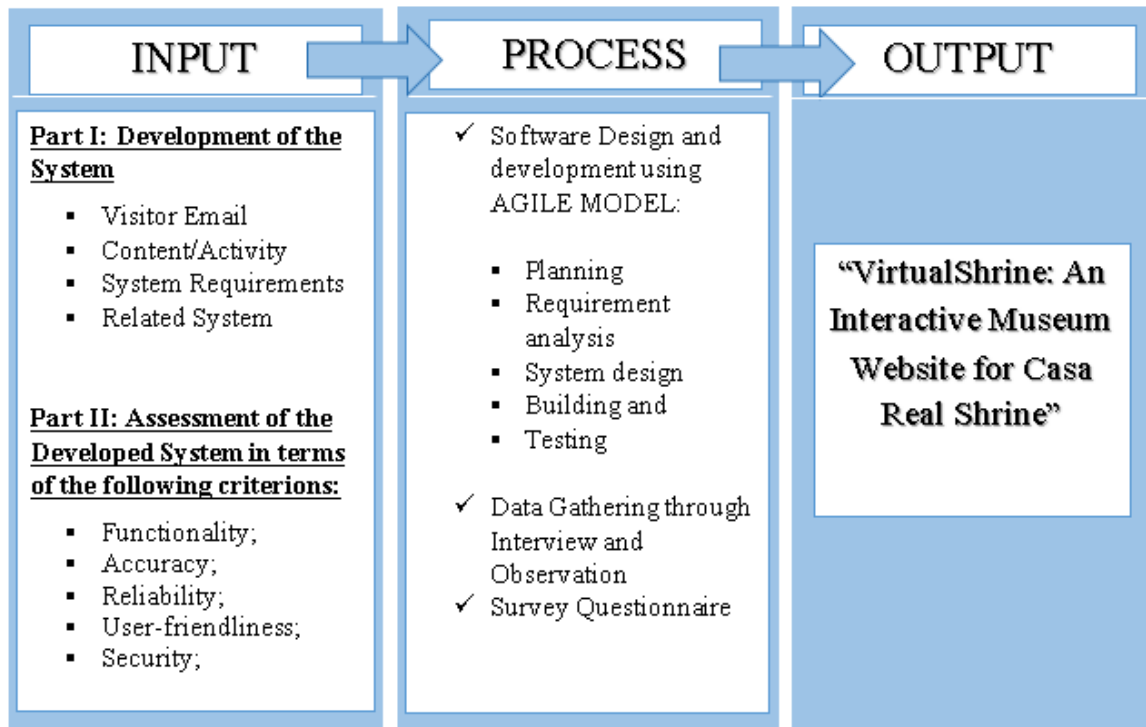 INPUT
Part I: Development of the
System
▪ Visitor Email
▪ Content/Activity
▪ System Requirements
▪ Related System
Part II: Assessment of the
Developed System in terms
of the following criterions:
▪ Functionality;
▪ Accuracy;
▪ Reliability;
▪ User-friendliness;
▪ Security;
PROCESS
✓ Software Design and
development using
AGILE MODEL:
▪ Planning
▪ Requirement
analysis
▪ System design
▪ Building and
▪ Testing
✓ Data Gathering through
Interview and
Observation
✓ Survey Questionnaire
OUTPUT
“VirtualShrine: An
Interactive Museum
Website for Casa
Real Shrine”